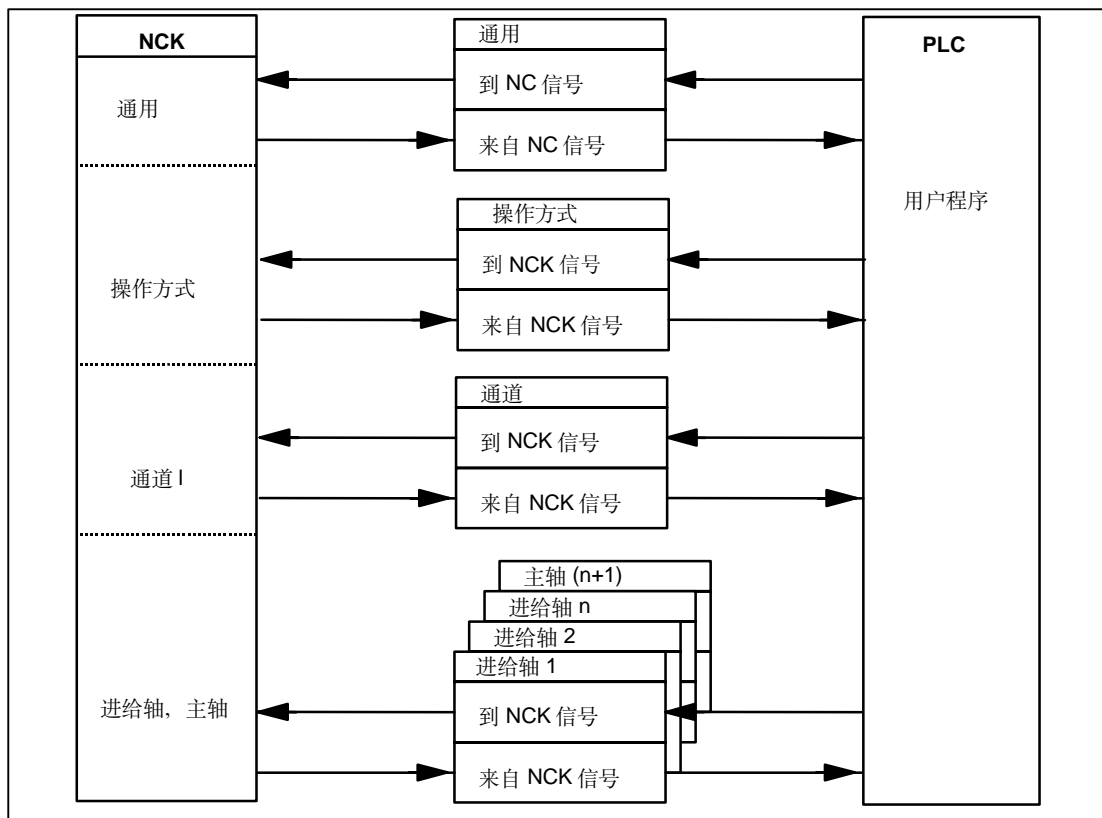 NCK
通用
操作方式
通道 I
进给轴，主轴
通用
到 NC 信号
来自 NC 信号
操作方式
到 NCK 信号
来自 NCK 信号
通道
到 NCK 信号
来自 NCK 信号
主轴 (n+1)
进给轴 n
进给轴 2
进给轴 1
到 NCK 信号
来自 NCK 信号
PLC
用户程序